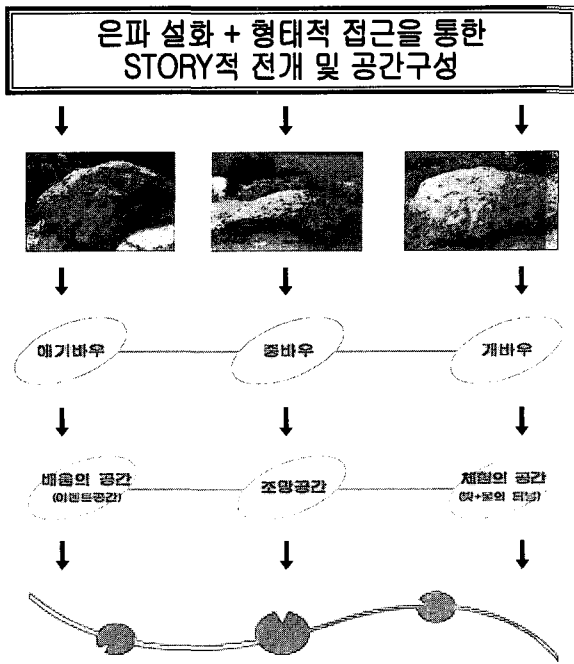 은파 설화 + 형태적 접근을 통한
STORY적 전개 및 공간구성
애기바우 중바우 개바우
배움의 공간 조망공간 체험의 공간
(이벤트공간) (빛+물의 터널)